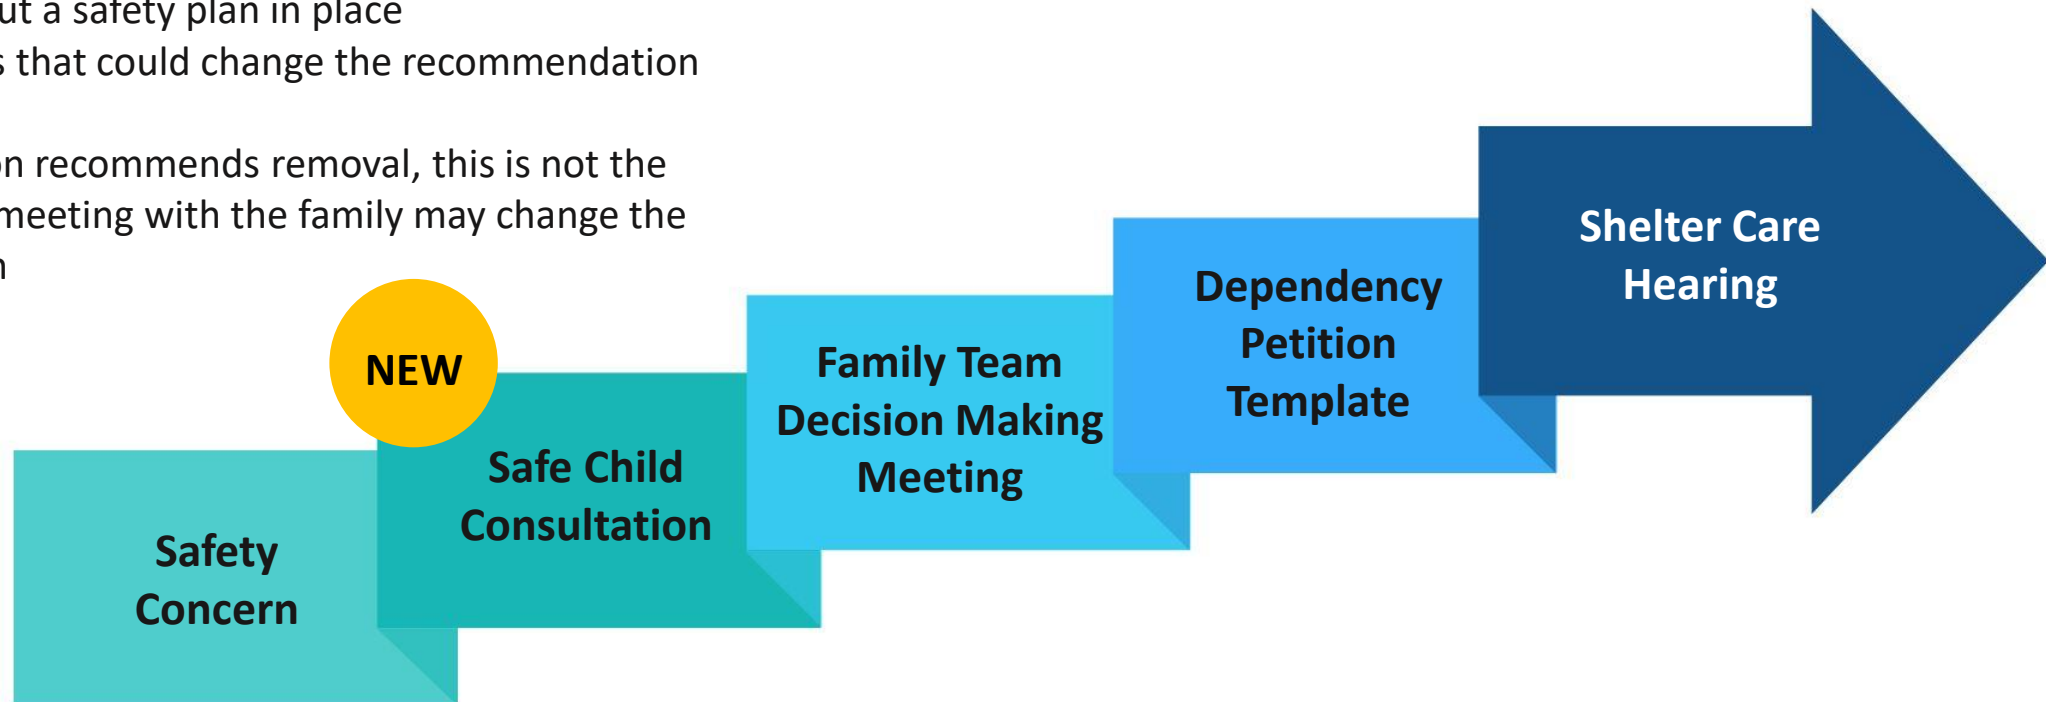 ut a safety plan in place
s that could change the recommendation
on recommends removal, this is not the
meeting with the family may change the
NEW
Safety
Concern
Safe Child
Consultation
Family Team
Decision Making
Meeting
Dependency
Petition
Template
Shelter Care
Hearing